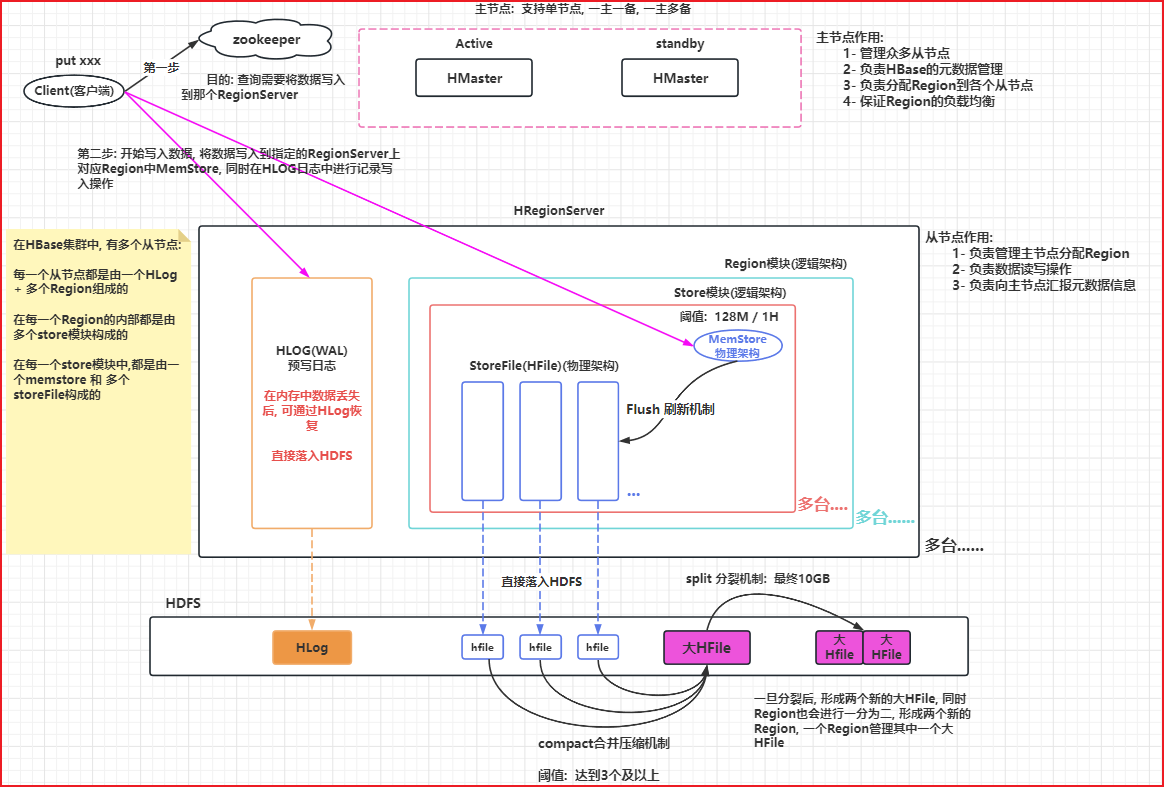 主节点: 支持单节点, 一主一备, 一主多备
zookeeper
put xxx
第一步
Client(客户端)
目的: 查询需要将数据写入
到那个RegionServer
Active
standby
HMaster
HMaster
主节点作用:
1- 管理众多从节点
2- 负责HBase的元数据管理
3- 负责分配Region到各个从节点
4- 保证Region的负载均衡
第二步: 开始写入数据, 将数据写入到指定的RegionServer上
对应Region中MemStore, 同时在HLOG日志中进行记录写
入操作
HRegionServer
在HBase集群中, 有多个从节点:
每一个从节点都是由一个HLog
+ 多个Region组成的
在每一个Region的内部都是由
多个store模块构成的
在每一个store模块中,都是由一
个memstore 和 多个
storeFile构成的
从节点作用:
1- 负责管理主节点分配Region
2- 负责数据读写操作
3- 负责向主节点汇报元数据信息
Region模块(逻辑架构)
Store模块(逻辑架构)
阈值: 128M / 1H
MemStore
物理架构
HLOG(WAL)
预写日志
在内存中数据丢失
后, 可通过HLog恢
复
直接落入HDFS
StoreFile(HFile)(物理架构)
Flush 刷新机制
...
多台....
多台......
多台......
直接落入HDFS
split 分裂机制: 最终10GB
HDFS
HLog
hfile
hfile
hfile
大HFile
大
Hfile
大
HFile
一旦分裂后, 形成两个新的大HFile, 同时
Region也会进行一分为二, 形成两个新的
Region, 一个Region管理其中一个大
HFile
compact合并压缩机制
阈值: 达到3个及以上